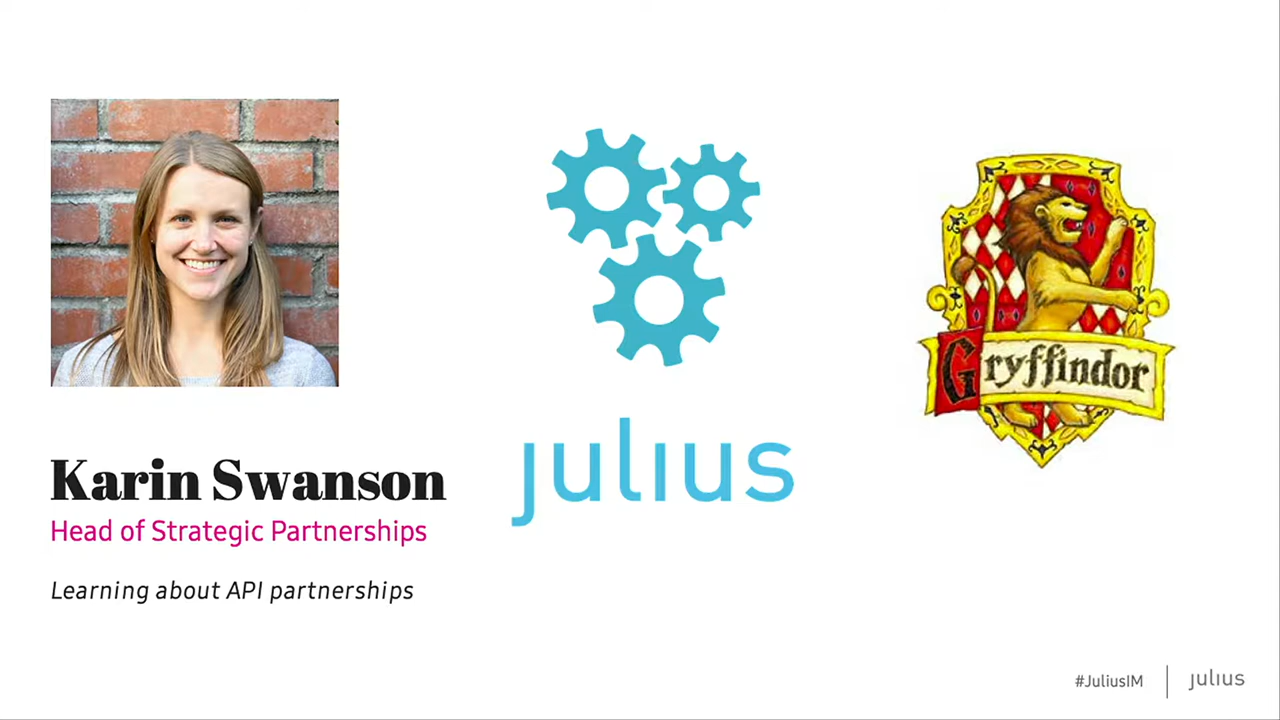 Karin Swanson
Head of Strategic Partnerships
Learning about API partnerships
julius
Gryffindor
#JuliusIM
julius